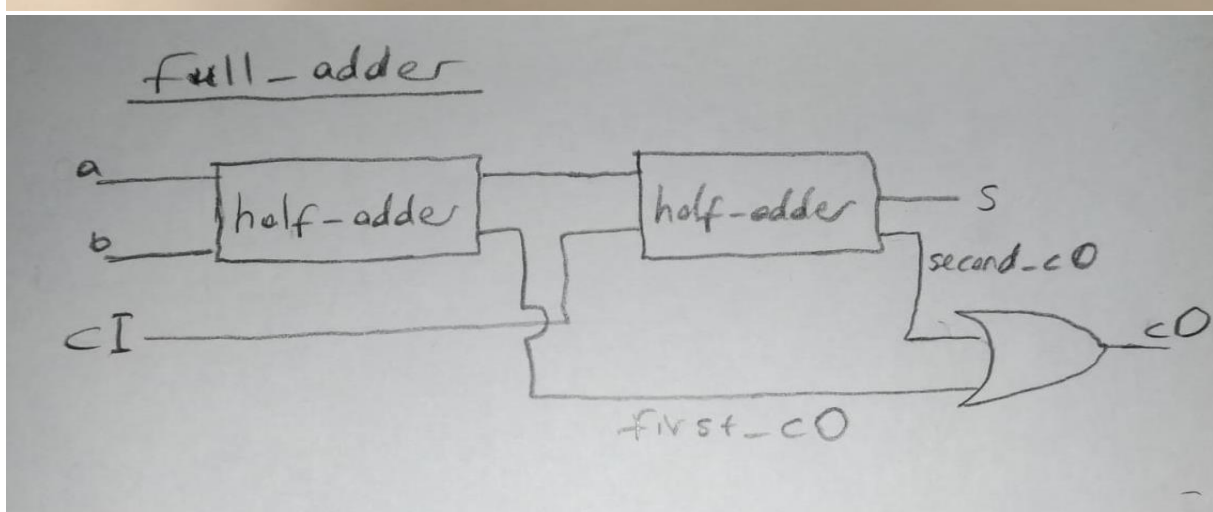 full_adder
a
half-adder
half-adder
s
b
second_cO
cI
cO
first_cO